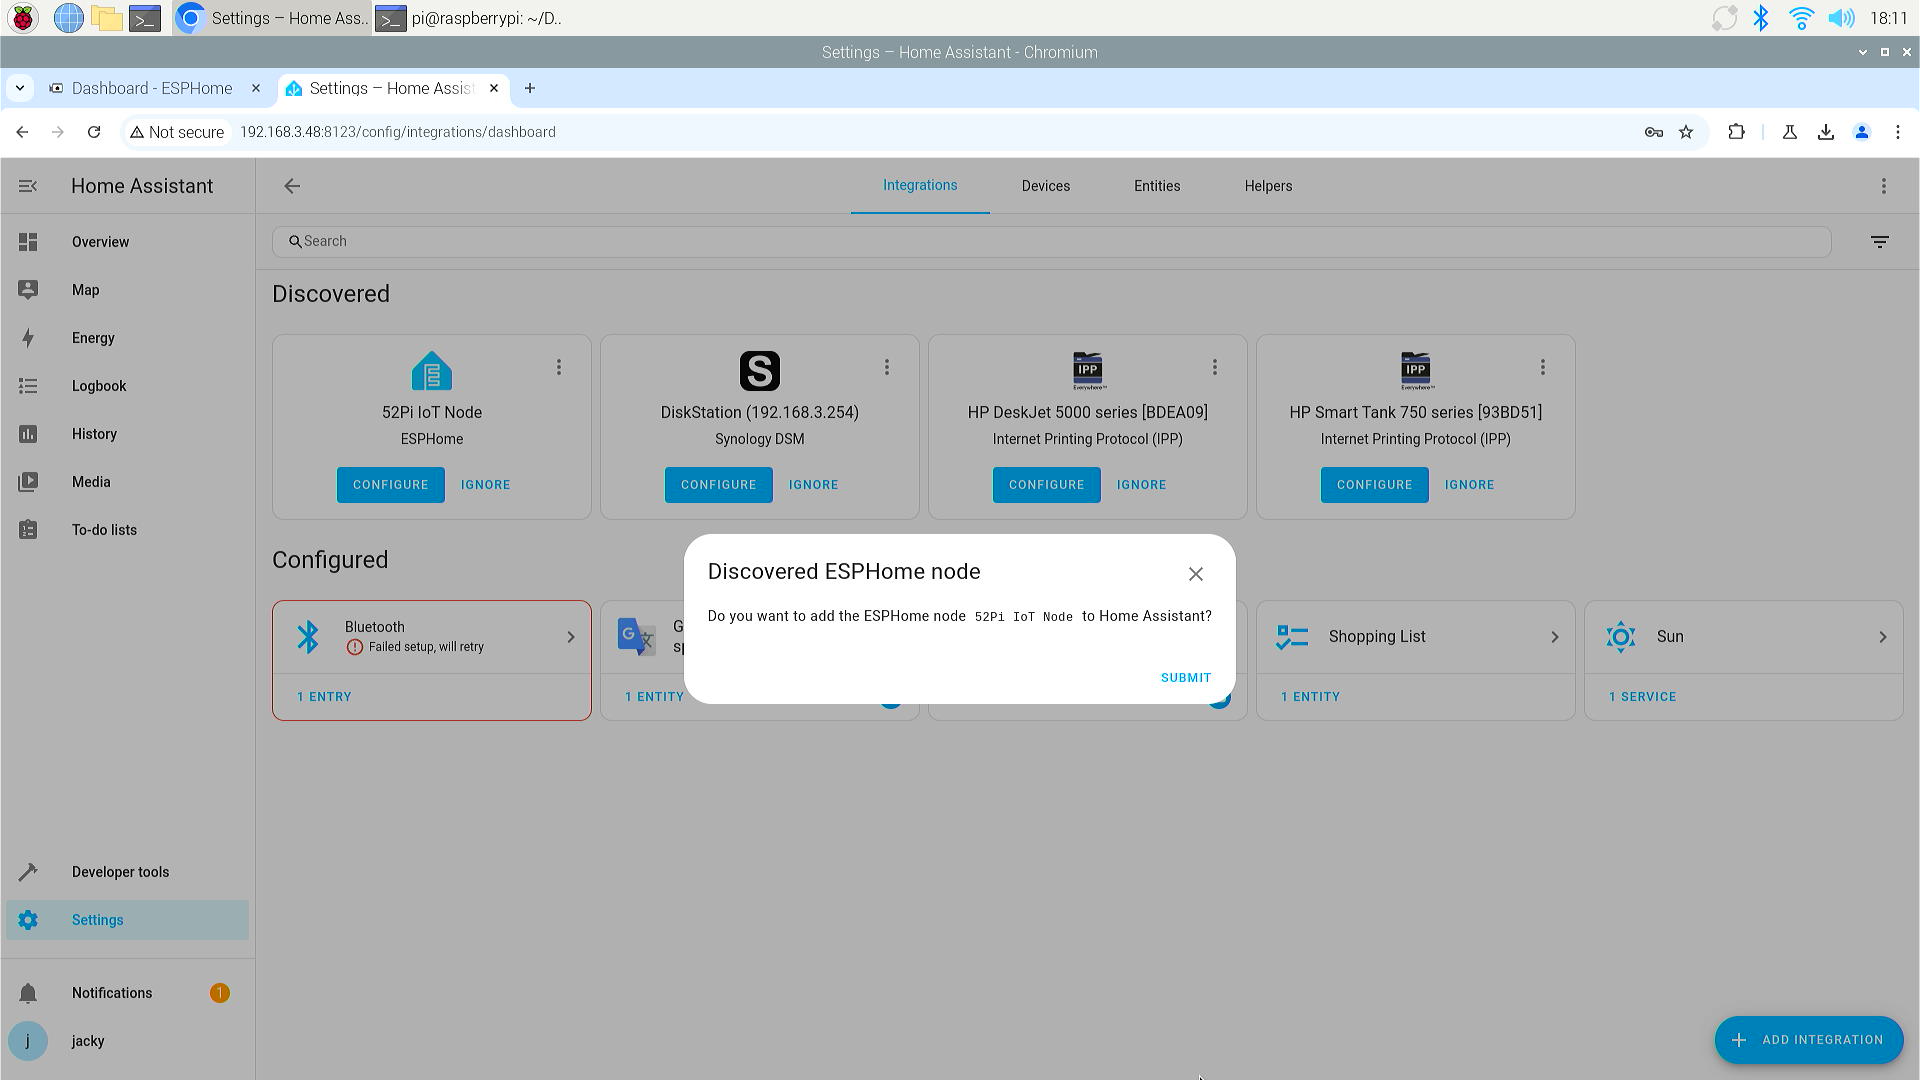 Settings – Home Ass..
pi@raspberrypi: ~/D..
18:11
Settings – Home Assistant - Chromium
Dashboard - ESPHome
Settings – Home Assist
Not secure
192.168.3.48:8123/config/integrations/dashboard
Home Assistant
Integrations
Devices
Entities
Helpers
Overview
Map
Energy
Logbook
History
Media
To-do lists
Developer tools
Settings
Notifications
1
j
jacky
Search
Discovered
52Pi IoT Node
ESPHome
CONFIGURE
IGNORE
S
DiskStation (192.168.3.254)
Synology DSM
CONFIGURE
IGNORE
IPP
Everywhere™
HP DeskJet 5000 series [BDEA09]
Internet Printing Protocol (IPP)
CONFIGURE
IGNORE
IPP
Everywhere™
HP Smart Tank 750 series [93BD51]
Internet Printing Protocol (IPP)
CONFIGURE
IGNORE
Configured
Bluetooth
Failed setup, will retry
1 ENTRY
G
G
sp
1 ENTITY
Shopping List
1 ENTITY
Sun
1 SERVICE
Discovered ESPHome node
Do you want to add the ESPHome node 52Pi IoT Node to Home Assistant?
SUBMIT
ADD INTEGRATION